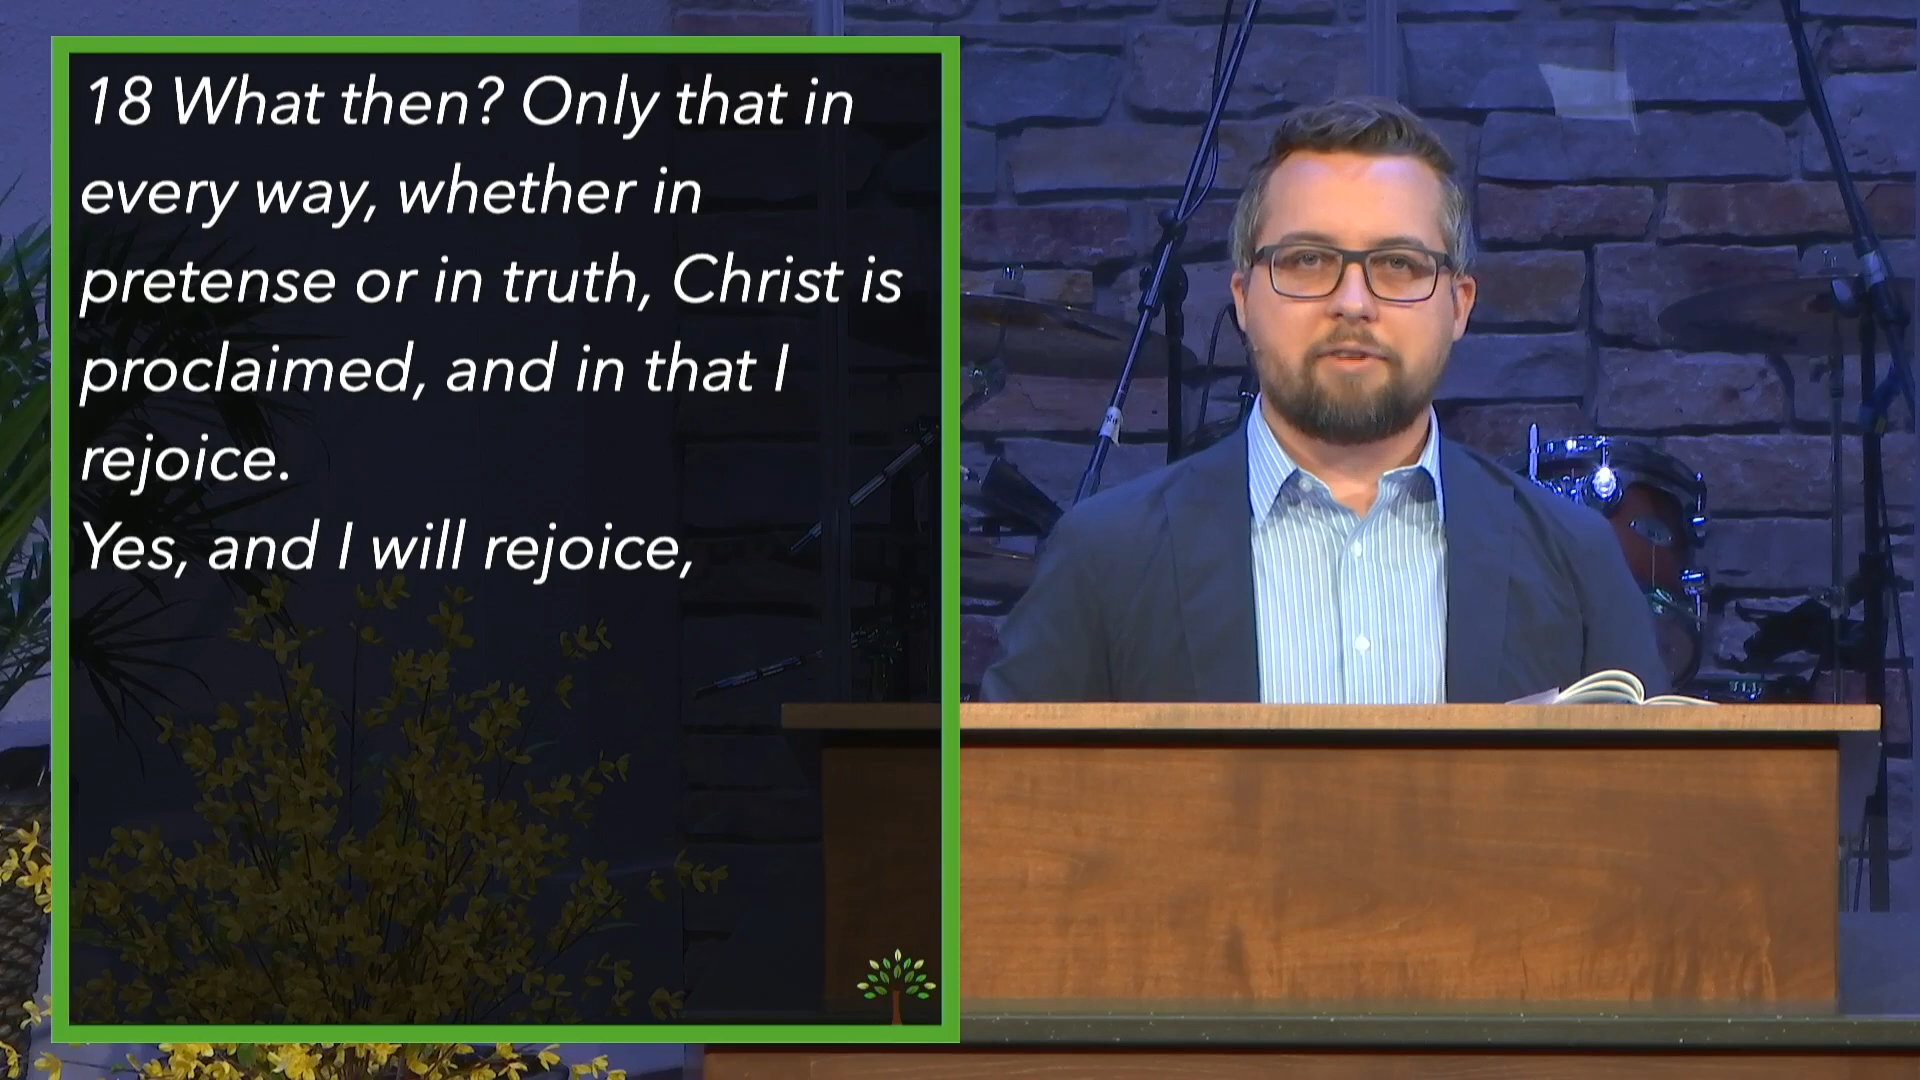 18 What then? Only that in
every way, whether in
pretense or in truth, Christ is
proclaimed, and in that I
rejoice.
Yes, and I will rejoice,